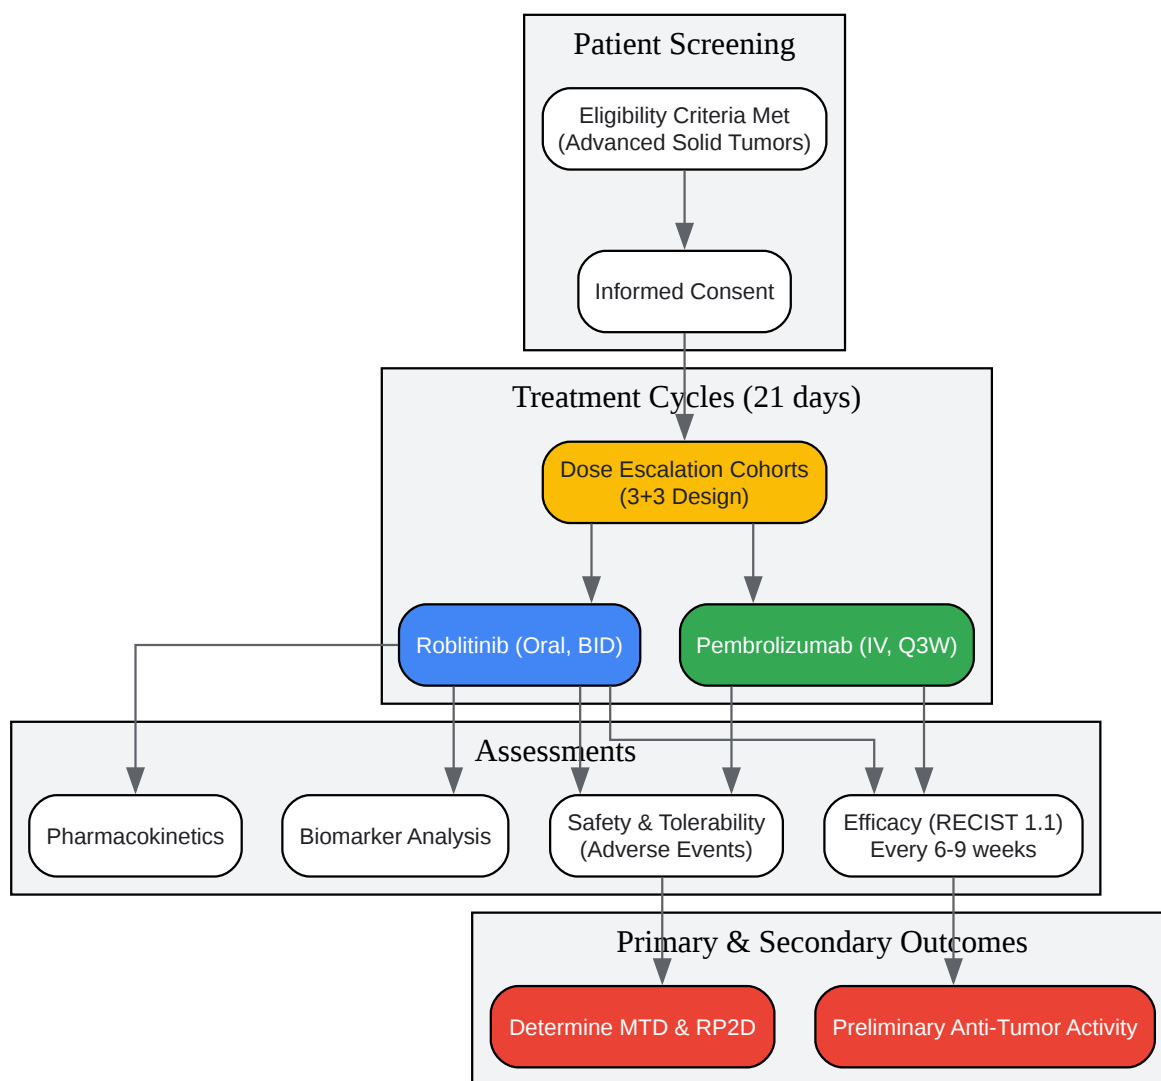 Patient Screening
Eligibility Criteria Met
(Advanced Solid Tumors)
Informed Consent
Treatment Cycles (21 days)
Dose Escalation Cohorts
(3+3 Design)
Roblitinib (Oral, BID)
Pembrolizumab (IV, Q3W)
Assessments
Pharmacokinetics
Biomarker Analysis
Safety & Tolerability
(Adverse Events)
Efficacy (RECIST 1.1)
Every 6-9 weeks
Primary & Secondary Outcomes
Determine MTD & RP2D
Preliminary Anti-Tumor Activity